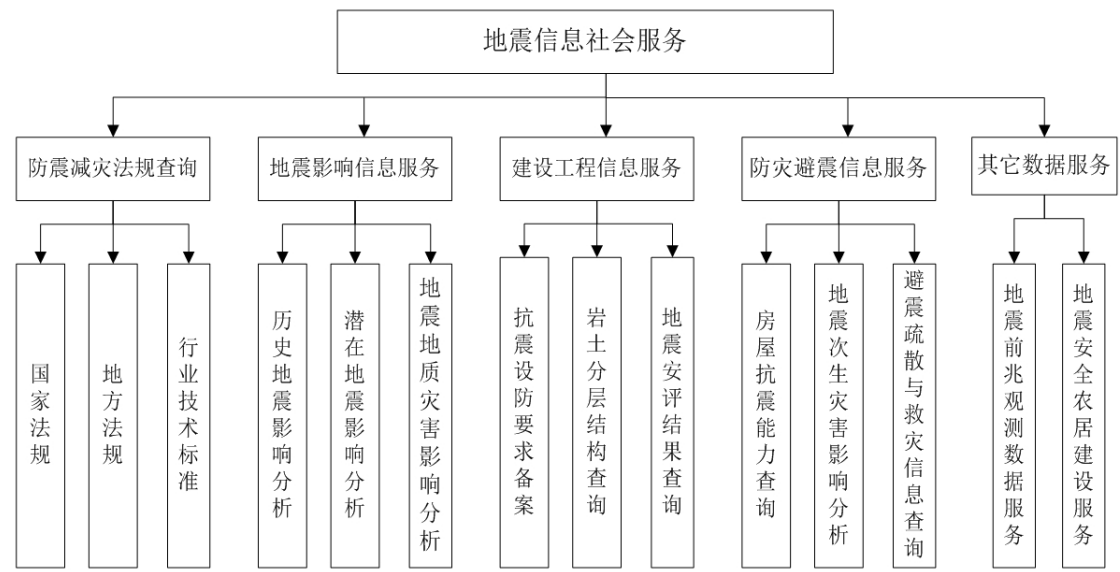 地震信息社会服务
防震减灾法规查询
地震影响信息服务
建设工程信息服务
防灾避震信息服务
其它数据服务
国家法规
地方法规
行业技术标准
历史地震影响分析
潜在地震影响分析
地震地质灾害影响分析
抗震设防要求备案
岩土分层结构查询
地震安评结果查询
房屋抗震能力查询
地震次生灾害影响分析
避震疏散与救灾信息查询
地震前兆观测数据服务
地震安全农居建设服务